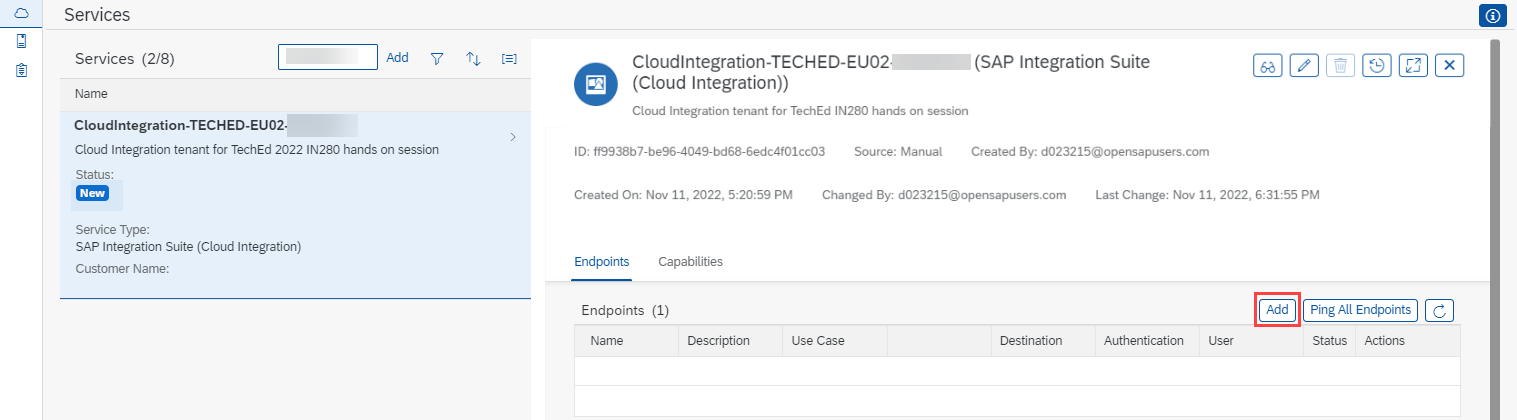 Services
Services (2/8)
Add
Name
CloudIntegration-TECHED-EU02-
Cloud Integration tenant for TechEd 2022 IN280 hands on session
Status:
New
Service Type:
SAP Integration Suite (Cloud Integration)
Customer Name:
CloudIntegration-TECHED-EU02- (SAP Integration Suite
(Cloud Integration))
Cloud Integration tenant for TechEd IN280 hands on session
ID: ff9938b7-be96-4049-bd68-6edc4f01cc03 Source: Manual Created By: d023215@opensapusers.com
Created On: Nov 11, 2022, 5:20:59 PM Changed By: d023215@opensapusers.com Last Change: Nov 11, 2022, 6:31:55 PM
Endpoints Capabilities
Endpoints (1)
Add Ping All Endpoints
Name Description Use Case Destination Authentication User Status Actions